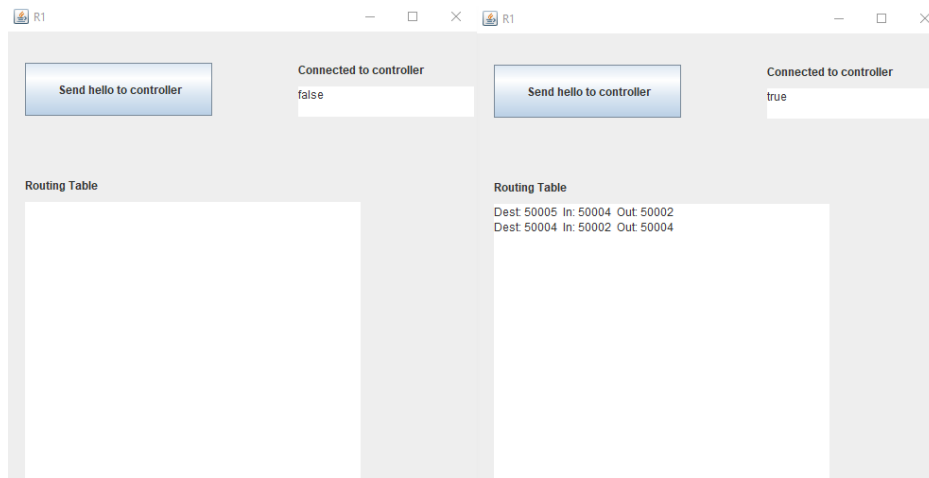 R1
Send hello to controller
Connected to controller
false
Routing Table
R1
Send hello to controller
Connected to controller
true
Routing Table
Dest: 50005 In: 50004 Out: 50002
Dest: 50004 In: 50002 Out: 50004